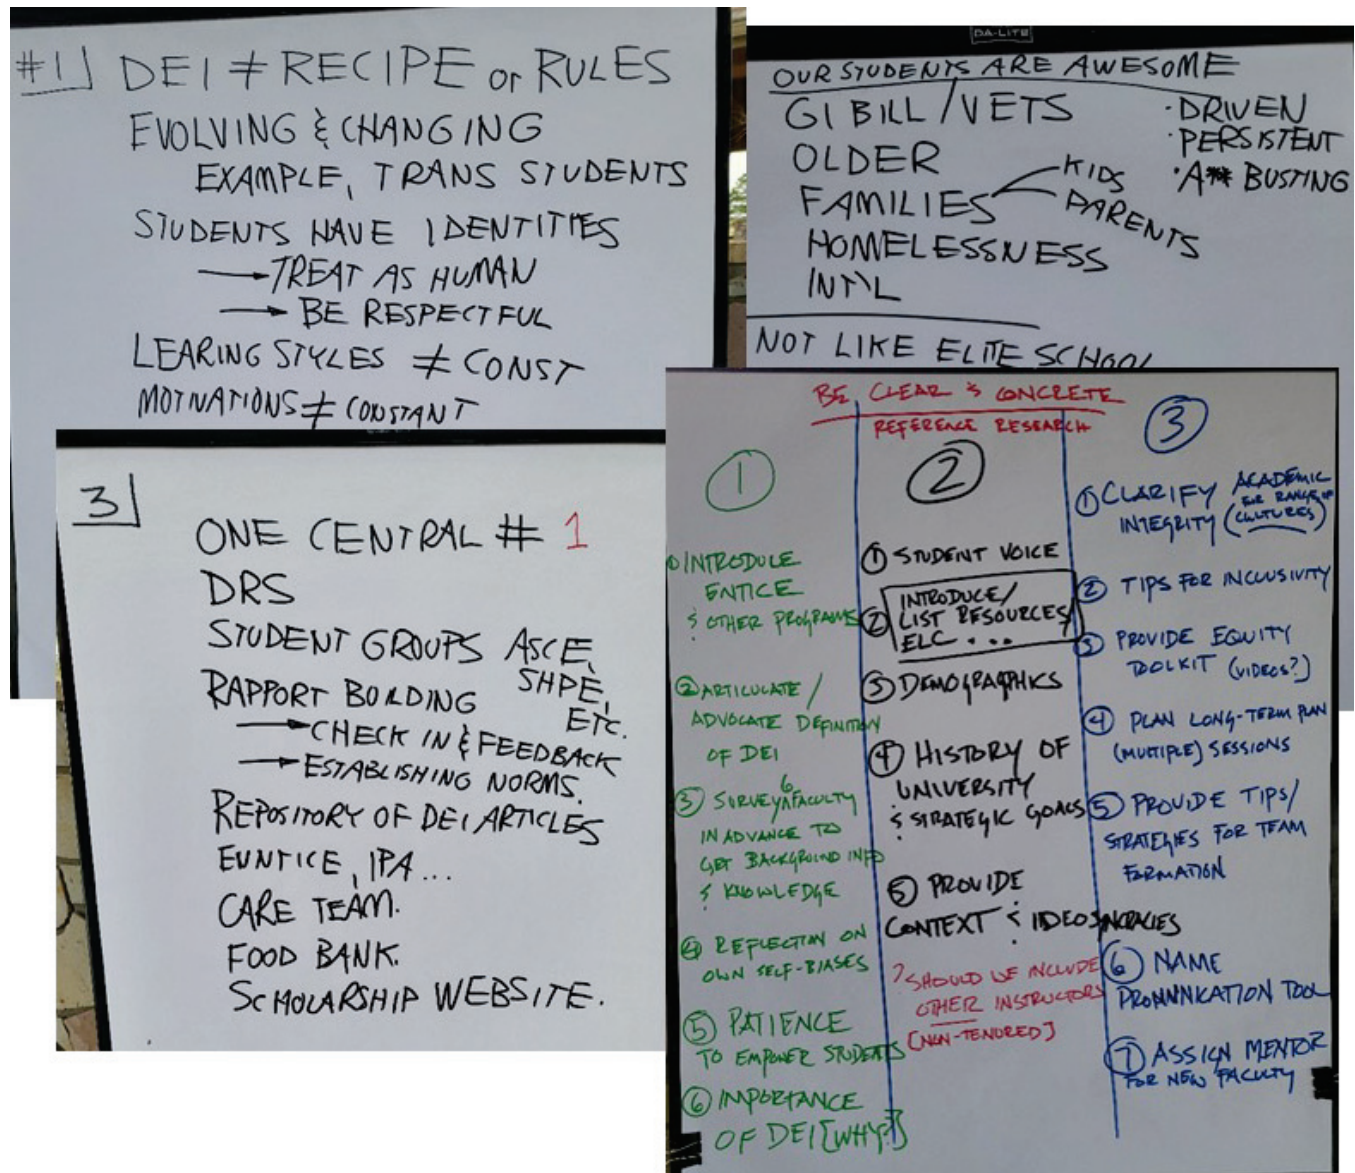 #1 DEI ≠ RECIPE or RULES
EVOLVING & CHANGING
EXAMPLE, TRANS STUDENTS
STUDENTS HAVE IDENTITIES
→ TREAT AS HUMAN
→ BE RESPECTFUL
LEARING STYLES ≠ CONST
MOTIVATIONS ≠ CONSTANT
DA-LITE
OUR STUDENTS ARE AWESOME
GI BILL / VETS
OLDER
FAMILIES
KIDS
PARENTS
HOMELESSNESS
INT'L
· DRIVEN
· PERSISTENT
· A** BUSTING
NOT LIKE ELITE SCHOOL
3
ONE CENTRAL # 1
DRS
STUDENT GROUPS ASCE,
SHPE,
ETC.
RAPPORT BUILDING
→ CHECK IN & FEEDBACK
→ ESTABLISHING NORMS.
REPOSITORY OF DEI ARTICLES
EUNTICE, IPA...
CARE TEAM.
FOOD BANK.
SCHOLARSHIP WEBSITE.
BE CLEAR & CONCRETE
REFERENCE RESEARCH
1
① INTRODUCE
ENTICE
& OTHER PROGRAMS
② ARTICULATE /
ADVOCATE DEFINITION
OF DEI
③ SURVEY 6 FACULTY
IN ADVANCE TO
GET BACKGROUND INFO
& KNOWLEDGE
④ REFLECTION ON
OWN SELF-BIASES
⑤ PATIENCE
TO EMPOWER STUDENTS
⑥ IMPORTANCE
OF DEI [WHY?]
2
① STUDENT VOICE
② INTRODUCE/
LIST RESOURCES/
ELC ...
③ DEMOGRAPHICS
④ HISTORY OF
UNIVERSITY
& STRATEGIC GOALS
⑤ PROVIDE
CONTEXT & IDEOSYNCRACIES
? SHOULD WE INCLUDE
OTHER INSTRUCTORS
[NON-TENURED]
3
① CLARIFY ACADEMIC
INTEGRITY (FOR RANGE OF
CULTURES)
② TIPS FOR INCLUSIVITY
③ PROVIDE EQUITY
TOOLKIT (VIDEOS?)
④ PLAN LONG-TERM PLAN
(MULTIPLE) SESSIONS
⑤ PROVIDE TIPS/
STRATEGIES FOR TEAM
FORMATION
⑥ NAME
PRONNNKATION TOOL
⑦ ASSIGN MENTOR
FOR NEW FACULTY